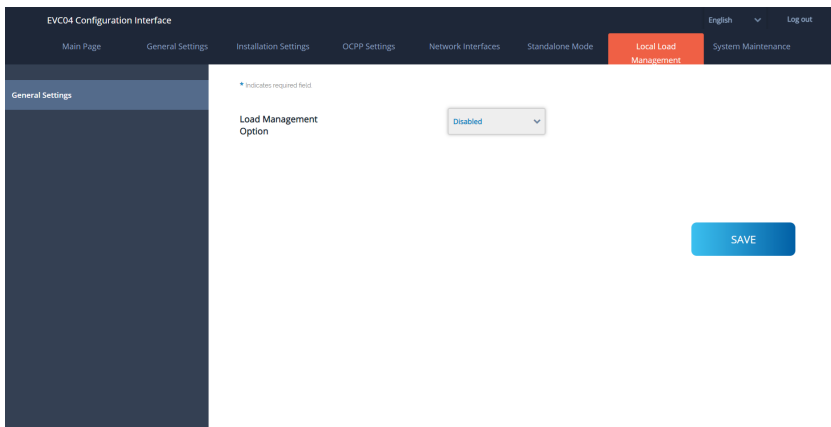 EVC04 Configuration Interface
English
Log out
Main Page
General Settings
Installation Settings
OCPP Settings
Network Interfaces
Standalone Mode
Local Load
Management
System Maintenance
General Settings
* Indicates required field.
Load Management
Option
Disabled
SAVE